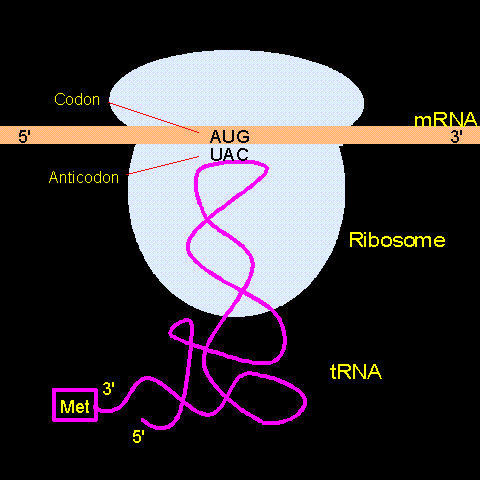 Codon
mRNA
5'
AUG
3'
UAC
Anticodon
Ribosome
tRNA
3'
Met
5'